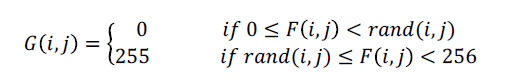 G(i,j) = { 0 if 0 ≤ F(i,j) < rand(i,j)
255 if rand(i,j) ≤ F(i,j) < 256